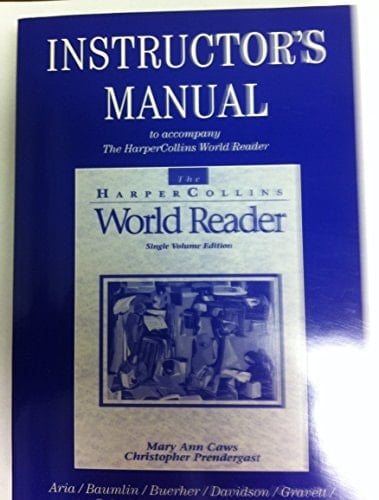 INSTRUCTOR'S
MANUAL
to accompany
The HarperCollins World Reader
The
HARPERCOLLINS
World Reader
Single Volume Edition
Mary Ann Caws
Christopher Prendergast
Aria / Baumlin / Buerher / Davidson / Gravett /